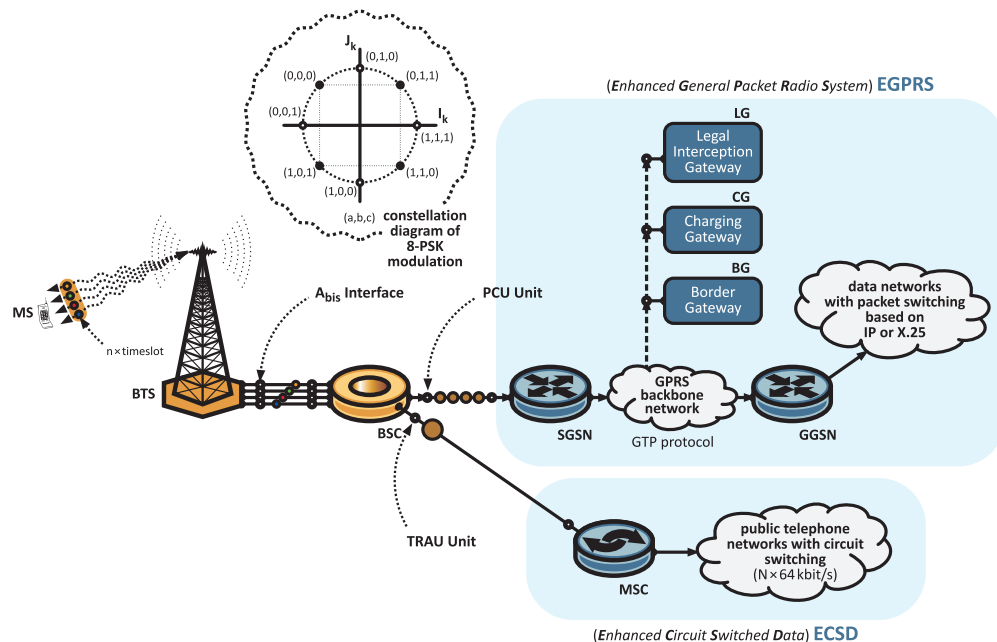 J_k
(0,1,0)
(0,0,0)
(0,1,1)
(0,0,1)
I_k
(1,1,1)
(1,0,1)
(1,1,0)
(1,0,0)
(a,b,c)
constellation
diagram of
8-PSK
modulation
(Enhanced General Packet Radio System) EGPRS
LG
Legal
Interception
Gateway
CG
Charging
Gateway
BG
Border
Gateway
data networks
with packet switching
based on
IP or X.25
MS
n×timeslot
A_bis Interface
PCU Unit
BTS
BSC
GPRS
backbone
network
SGSN
GTP protocol
GGSN
TRAU Unit
public telephone
networks with circuit
switching
(N×64 kbit/s)
MSC
(Enhanced Circuit Switched Data) ECSD